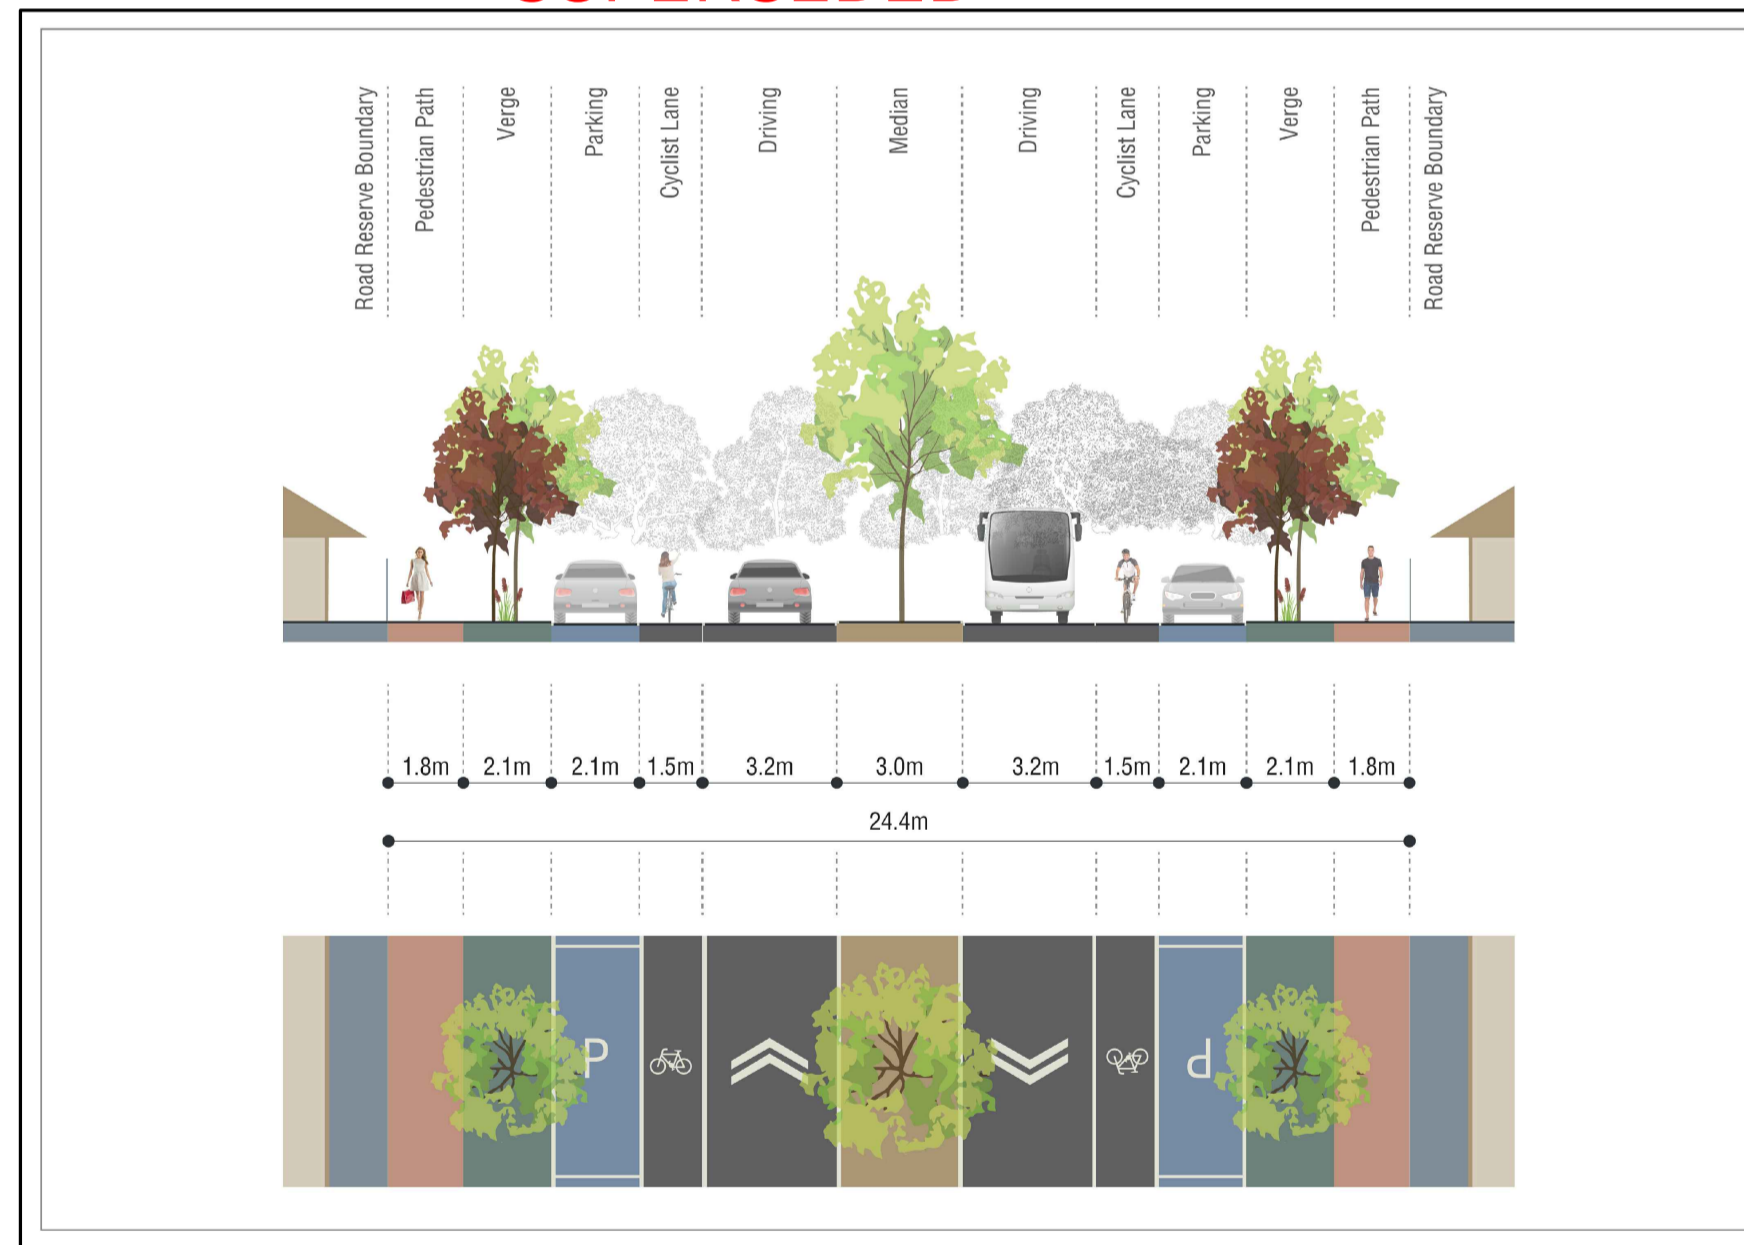 Road Reserve Boundary
Pedestrian Path
Verge
Parking
Cyclist Lane
Driving
Median
Driving
Cyclist Lane
Parking
Verge
Pedestrian Path
Road Reserve Boundary
1.8m 2.1m 2.1m 1.5m 3.2m 3.0m 3.2m 1.5m 2.1m 2.1m 1.8m
24.4m
P P